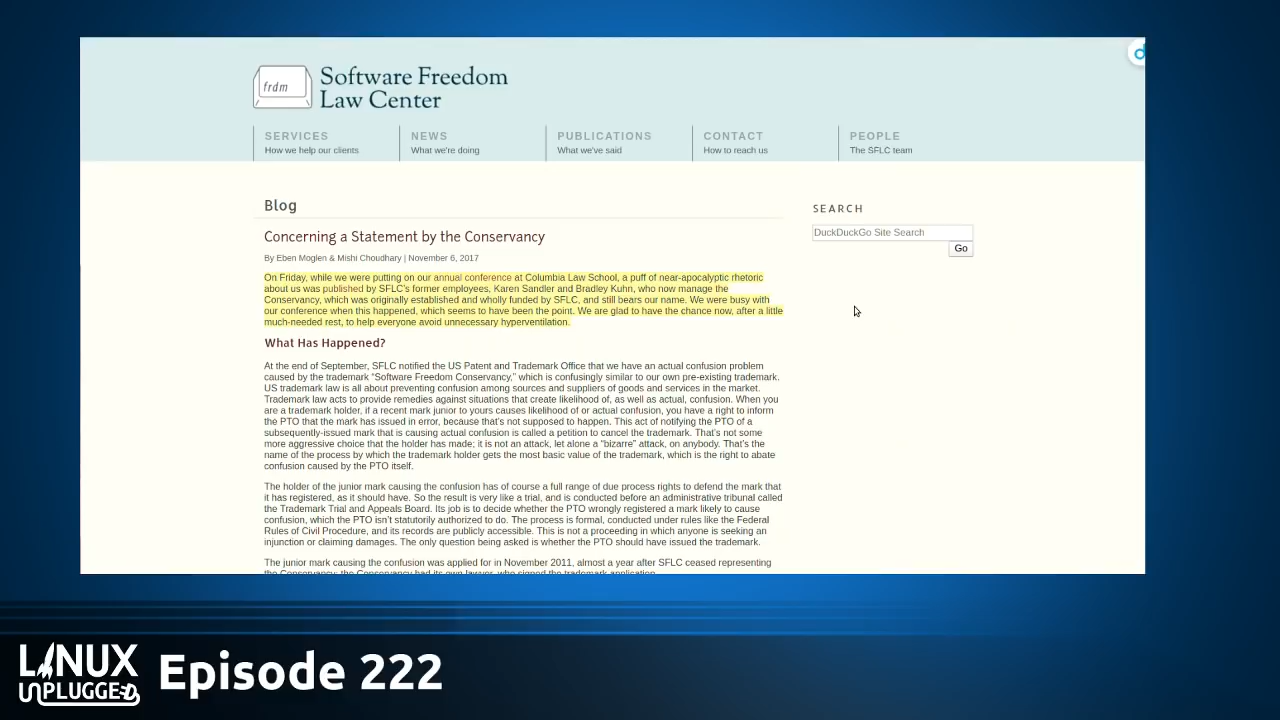 frdm
Software Freedom
Law Center
SERVICES
How we help our clients
NEWS
What we're doing
PUBLICATIONS
What we've said
CONTACT
How to reach us
PEOPLE
The SFLC team
d
Blog
Concerning a Statement by the Conservancy
By Eben Moglen & Mishi Choudhary | November 6, 2017
On Friday, while we were putting on our annual conference at Columbia Law School, a puff of near-apocalyptic rhetoric
about us was published by SFLC's former employees, Karen Sandler and Bradley Kuhn, who now manage the
Conservancy, which was originally established and wholly funded by SFLC, and still bears our name. We were busy with
our conference when this happened, which seems to have been the point. We are glad to have the chance now, after a little
much-needed rest, to help everyone avoid unnecessary hyperventilation.
What Has Happened?
At the end of September, SFLC notified the US Patent and Trademark Office that we have an actual confusion problem
caused by the trademark “Software Freedom Conservancy,” which is confusingly similar to our own pre-existing trademark.
US trademark law is all about preventing confusion among sources and suppliers of goods and services in the market.
Trademark law acts to provide remedies against situations that create likelihood of, as well as actual, confusion. When you
are a trademark holder, if a recent mark junior to yours causes likelihood of or actual confusion, you have a right to inform
the PTO that the mark has issued in error, because that's not supposed to happen. This act of notifying the PTO of a
subsequently-issued mark that is causing actual confusion is called a petition to cancel the trademark. That's not some
more aggressive choice that the holder has made; it is not an attack, let alone a “bizarre” attack, on anybody. That's the
name of the process by which the trademark holder gets the most basic value of the trademark, which is the right to abate
confusion caused by the PTO itself.
The holder of the junior mark causing the confusion has of course a full range of due process rights to defend the mark that
it has registered, as it should have. So the result is very like a trial, and is conducted before an administrative tribunal called
the Trademark Trial and Appeals Board. Its job is to decide whether the PTO wrongly registered a mark likely to cause
confusion, which the PTO isn't statutorily authorized to do. The process is formal, conducted under rules like the Federal
Rules of Civil Procedure, and its records are publicly accessible. This is not a proceeding in which anyone is seeking an
injunction or claiming damages. The only question being asked is whether the PTO should have issued the trademark.
The junior mark causing the confusion was applied for in November 2011, almost a year after SFLC ceased representing
the Conservancy; the Conservancy had its own lawyer, who signed the trademark application.
SEARCH
DuckDuckGo Site Search
Go
LINUX
UNPLUGGED
Episode 222